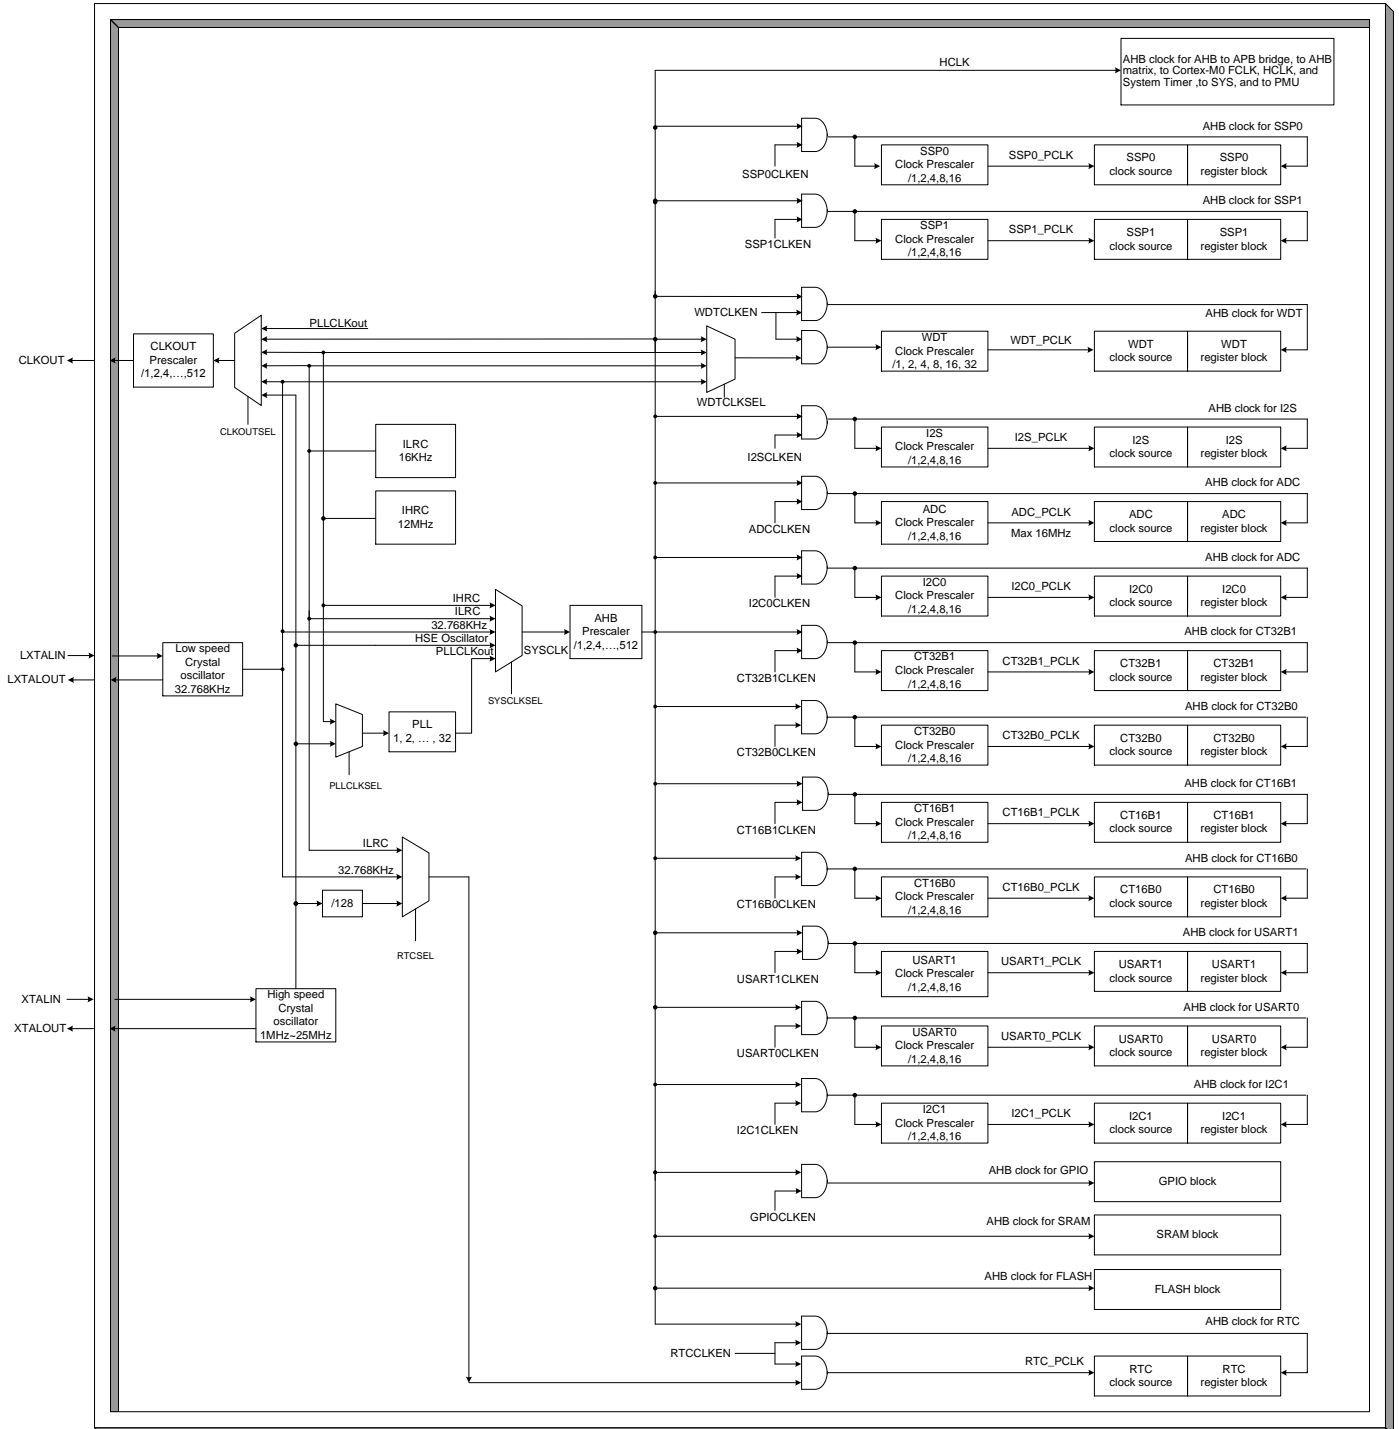 HCLK
AHB clock for AHB to APB bridge, to AHB
matrix, to Cortex-M0 FCLK, HCLK, and
System Timer ,to SYS, and to PMU
AHB clock for SSP0
SSP0CLKEN
SSP0
Clock Prescaler
/1,2,4,8,16
SSP0_PCLK
SSP0
clock source
SSP0
register block
AHB clock for SSP1
SSP1CLKEN
SSP1
Clock Prescaler
/1,2,4,8,16
SSP1_PCLK
SSP1
clock source
SSP1
register block
WDTCLKEN
AHB clock for WDT
WDT
Clock Prescaler
/1, 2, 4, 8, 16, 32
WDT_PCLK
WDT
clock source
WDT
register block
WDTCLKSEL
PLLCLKout
CLKOUT
CLKOUT
Prescaler
/1,2,4,…,512
CLKOUTSEL
ILRC
16KHz
IHRC
12MHz
AHB clock for I2S
I2SCLKEN
I2S
Clock Prescaler
/1,2,4,8,16
I2S_PCLK
I2S
clock source
I2S
register block
AHB clock for ADC
ADCCLKEN
ADC
Clock Prescaler
/1,2,4,8,16
ADC_PCLK
Max 16MHz
ADC
clock source
ADC
register block
AHB clock for ADC
I2C0CLKEN
I2C0
Clock Prescaler
/1,2,4,8,16
I2C0_PCLK
I2C0
clock source
I2C0
register block
IHRC
ILRC
32.768KHz
HSE Oscillator
PLLCLKout
SYSCLK
SYSCLKSEL
AHB
Prescaler
/1,2,4,…,512
LXTALIN
LXTALOUT
Low speed
Crystal
oscillator
32.768KHz
PLL
1, 2, … , 32
PLLCLKSEL
AHB clock for CT32B1
CT32B1CLKEN
CT32B1
Clock Prescaler
/1,2,4,8,16
CT32B1_PCLK
CT32B1
clock source
CT32B1
register block
AHB clock for CT32B0
CT32B0CLKEN
CT32B0
Clock Prescaler
/1,2,4,8,16
CT32B0_PCLK
CT32B0
clock source
CT32B0
register block
AHB clock for CT16B1
CT16B1CLKEN
CT16B1
Clock Prescaler
/1,2,4,8,16
CT16B1_PCLK
CT16B1
clock source
CT16B1
register block
ILRC
32.768KHz
/128
RTCSEL
AHB clock for CT16B0
CT16B0CLKEN
CT16B0
Clock Prescaler
/1,2,4,8,16
CT16B0_PCLK
CT16B0
clock source
CT16B0
register block
AHB clock for USART1
USART1CLKEN
USART1
Clock Prescaler
/1,2,4,8,16
USART1_PCLK
USART1
clock source
USART1
register block
XTALIN
XTALOUT
High speed
Crystal
oscillator
1MHz~25MHz
AHB clock for USART0
USART0CLKEN
USART0
Clock Prescaler
/1,2,4,8,16
USART0_PCLK
USART0
clock source
USART0
register block
AHB clock for I2C1
I2C1CLKEN
I2C1
Clock Prescaler
/1,2,4,8,16
I2C1_PCLK
I2C1
clock source
I2C1
register block
GPIOCLKEN
AHB clock for GPIO
GPIO block
AHB clock for SRAM
SRAM block
AHB clock for FLASH
FLASH block
AHB clock for RTC
RTCCLKEN
RTC_PCLK
RTC
clock source
RTC
register block